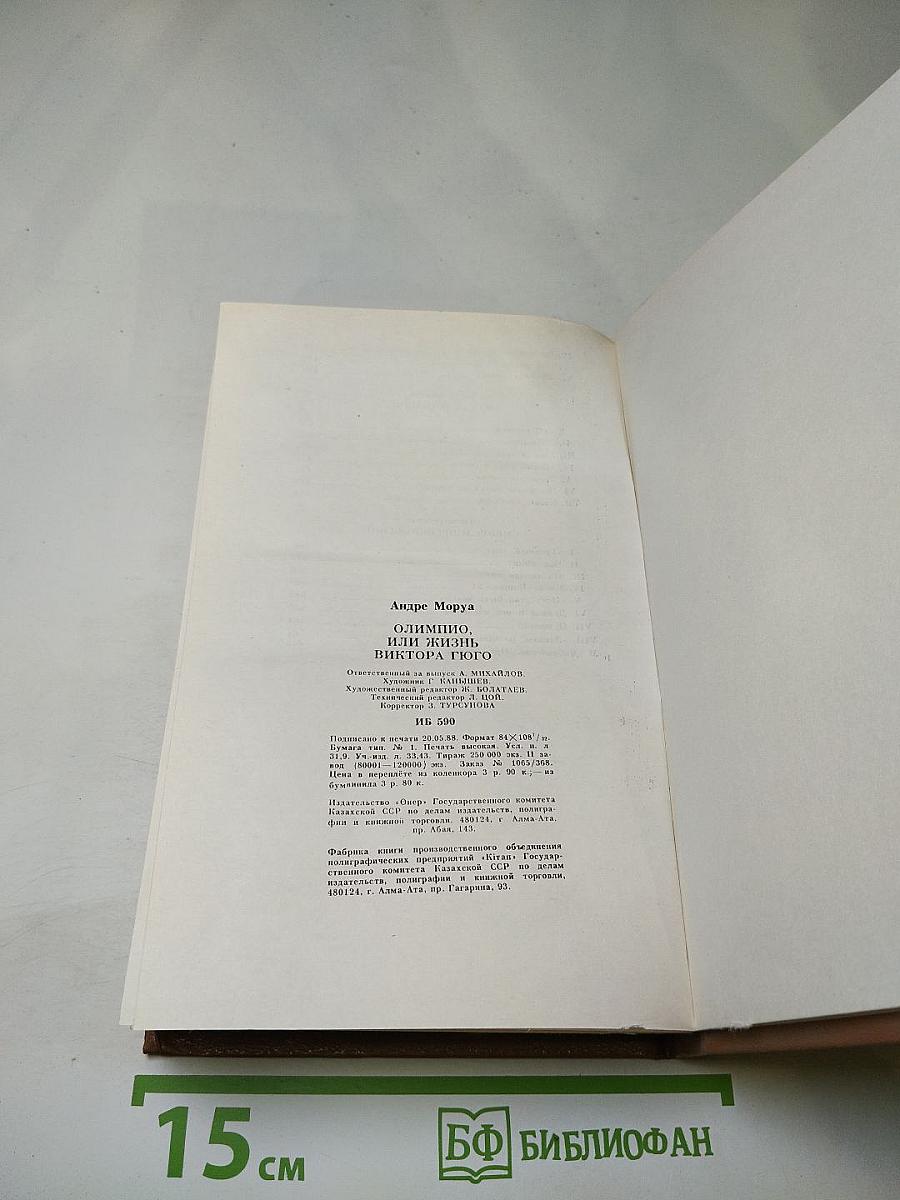 Андре Моруа
ОЛИМПИО,
ИЛИ ЖИЗНЬ
ВИКТОРА ГЮГО
Ответственный за выпуск А. МИХАЙЛОВ.
Художник Г. КАНЫШЕВ.
Художественный редактор Ж. БОЛАТАЕВ.
Технический редактор Л. ЦОЙ.
Корректор З. ТУРСУНОВА
ИБ 590
Подписано к печати 20.05.88. Формат 84×108¹/₃₂.
Бумага тип. № 1. Печать высокая. Усл. п. л
31,9. Уч.-изд. л. 33,43. Тираж 250 000 экз. II за-
вод (80001—120000) экз. Заказ № 1065/368.
Цена в переплёте из коленкора 3 р. 90 к.;—из
бумвинила 3 р. 80 к.
Издательство «Өнер» Государственного комитета
Казахской ССР по делам издательств, полигра-
фии и книжной торговли. 480124, г Алма-Ата,
пр. Абая, 143.
Фабрика книги производственного объединения
полиграфических предприятий «Кітап» Государ-
ственного комитета Казахской ССР по делам
издательств, полиграфии и книжной торговли,
480124, г. Алма-Ата, пр. Гагарина, 93.
15 см
БФ БИБЛИОФАН